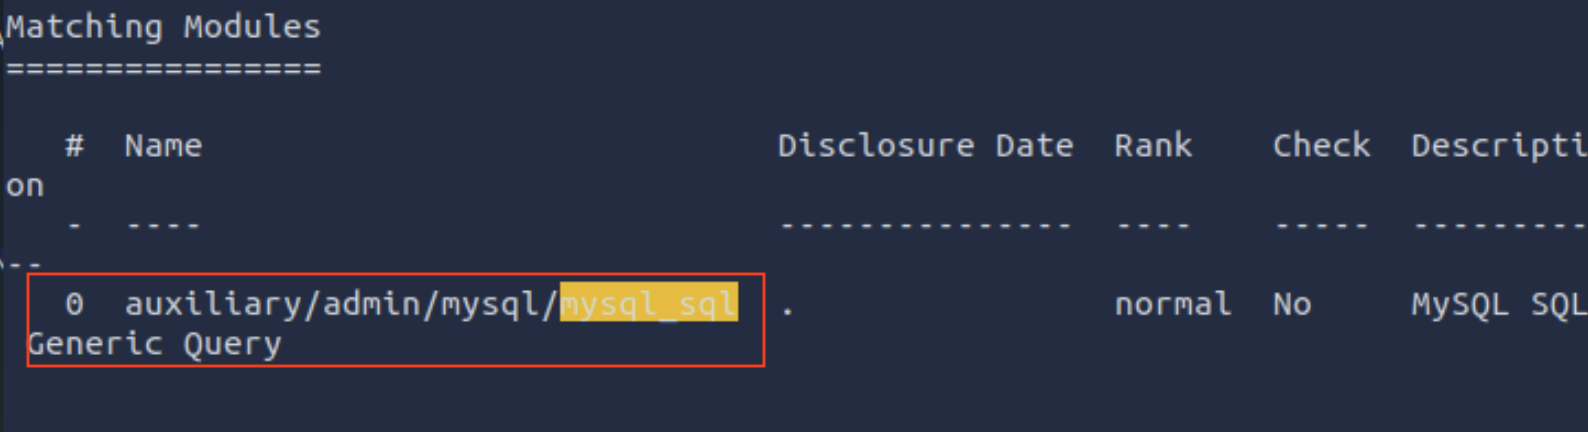 Matching Modules
================
# Name Disclosure Date Rank Check Descripti
on
- ---- --------------- ---- ----- ---------
--
0 auxiliary/admin/mysql/mysql_sql . normal No MySQL SQL
Generic Query